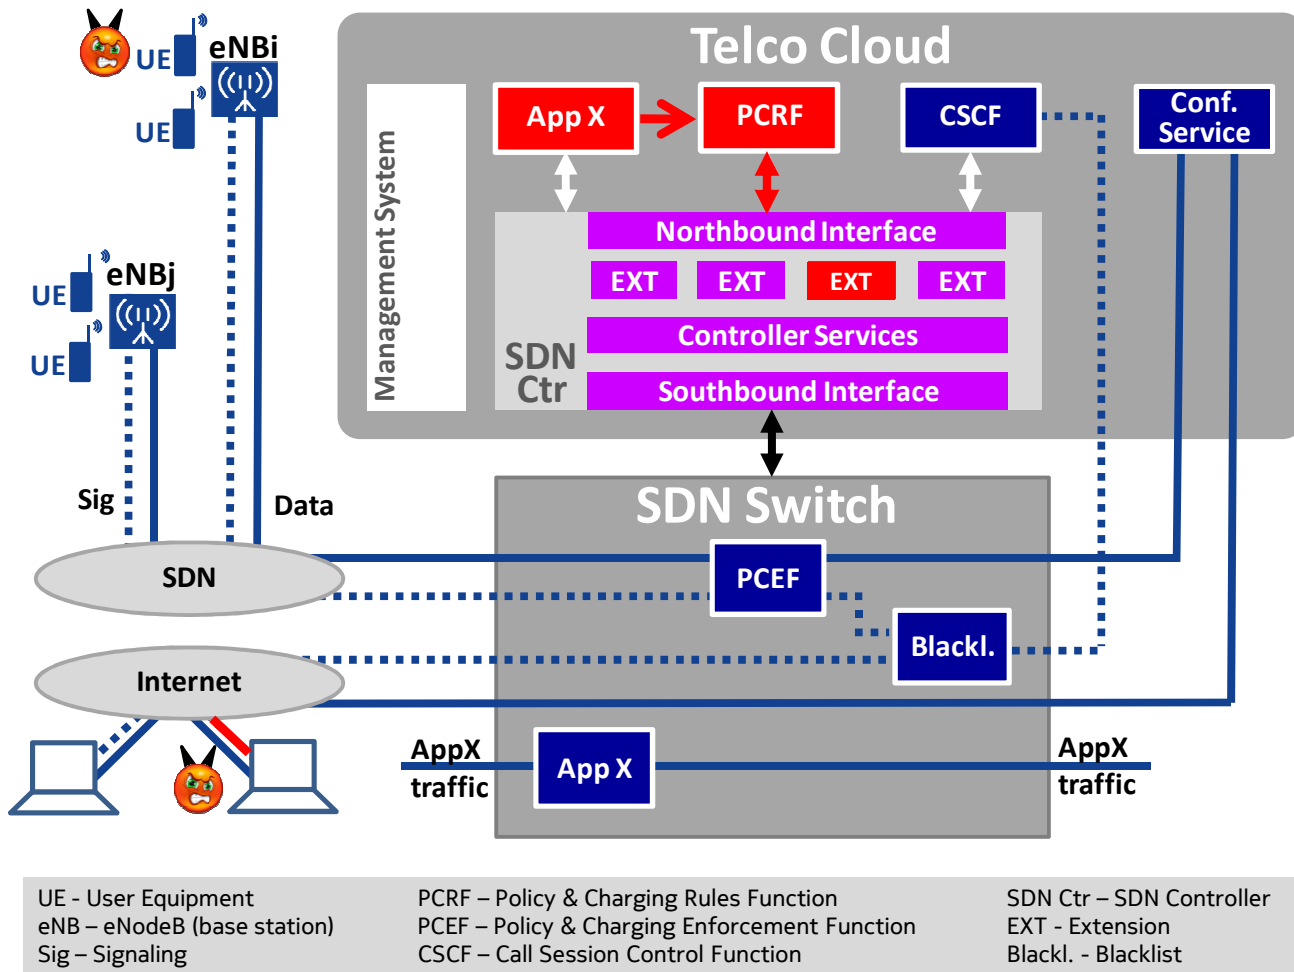 Telco Cloud
UE
eNBi
UE
Management System
App X
PCRF
CSCF
Conf.
Service
Northbound Interface
EXT
EXT
EXT
EXT
Controller Services
SDN
Ctr
Southbound Interface
eNBj
UE
UE
Sig
Data
SDN Switch
SDN
PCEF
Blackl.
Internet
AppX
traffic
App X
AppX
traffic
UE - User Equipment
eNB – eNodeB (base station)
Sig – Signaling
PCRF – Policy & Charging Rules Function
PCEF – Policy & Charging Enforcement Function
CSCF – Call Session Control Function
SDN Ctr – SDN Controller
EXT - Extension
Blackl. - Blacklist